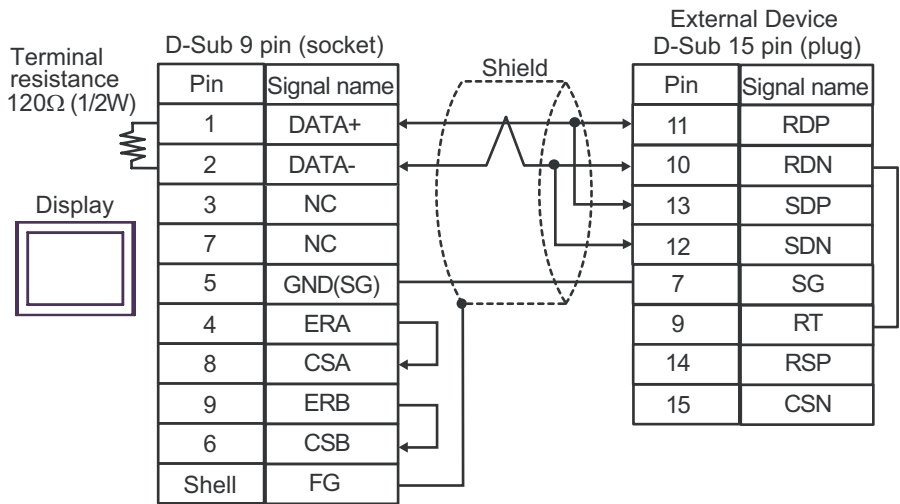 External Device
D-Sub 9 pin (socket)
D-Sub 15 pin (plug)
Terminal
resistance
120Ω (1/2W)
Shield
Pin Signal name
1 DATA+
2 DATA-
3 NC
7 NC
5 GND(SG)
4 ERA
8 CSA
9 ERB
6 CSB
Shell FG
Display
Pin Signal name
11 RDP
10 RDN
13 SDP
12 SDN
7 SG
9 RT
14 RSP
15 CSN